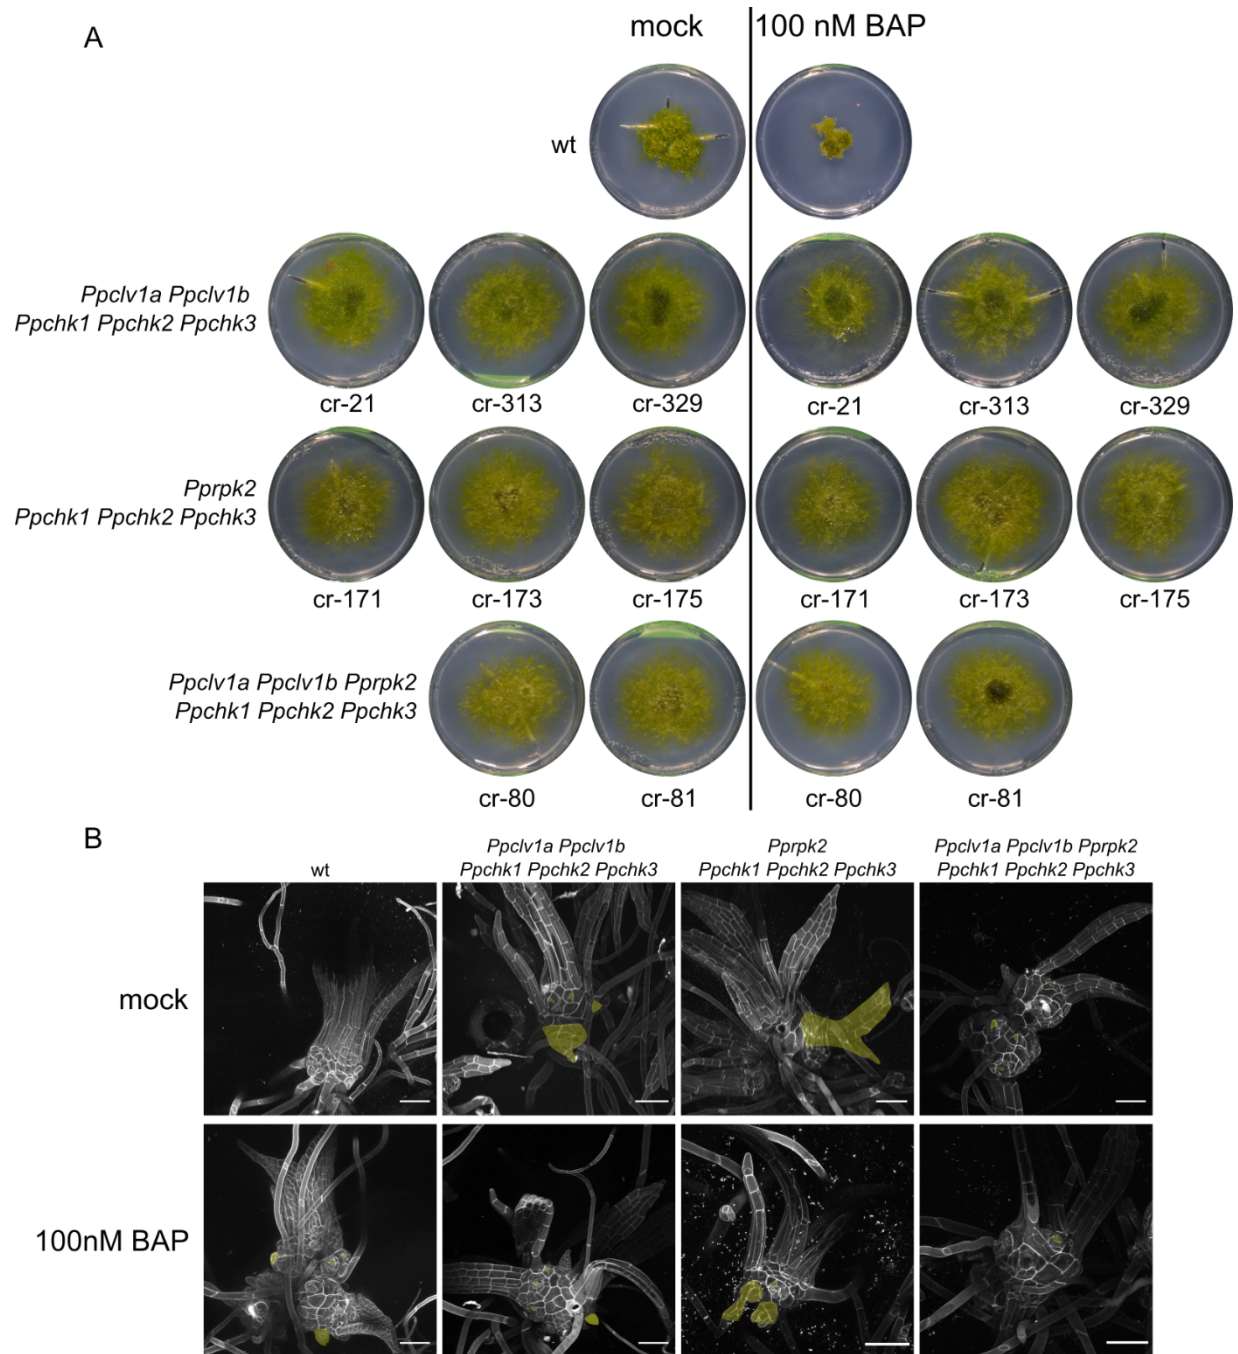 A
mock
100 nM BAP
wt
Ppclv1a Ppclv1b
Ppchk1 Ppchk2 Ppchk3
cr-21
cr-313
cr-329
cr-21
cr-313
cr-329
Pprpk2
Ppchk1 Ppchk2 Ppchk3
cr-171
cr-173
cr-175
cr-171
cr-173
cr-175
Ppclv1a Ppclv1b Pprpk2
Ppchk1 Ppchk2 Ppchk3
cr-80
cr-81
cr-80
cr-81
B
wt
Ppclv1a Ppclv1b
Ppchk1 Ppchk2 Ppchk3
Pprpk2
Ppchk1 Ppchk2 Ppchk3
Ppclv1a Ppclv1b Pprpk2
Ppchk1 Ppchk2 Ppchk3
mock
100nM BAP